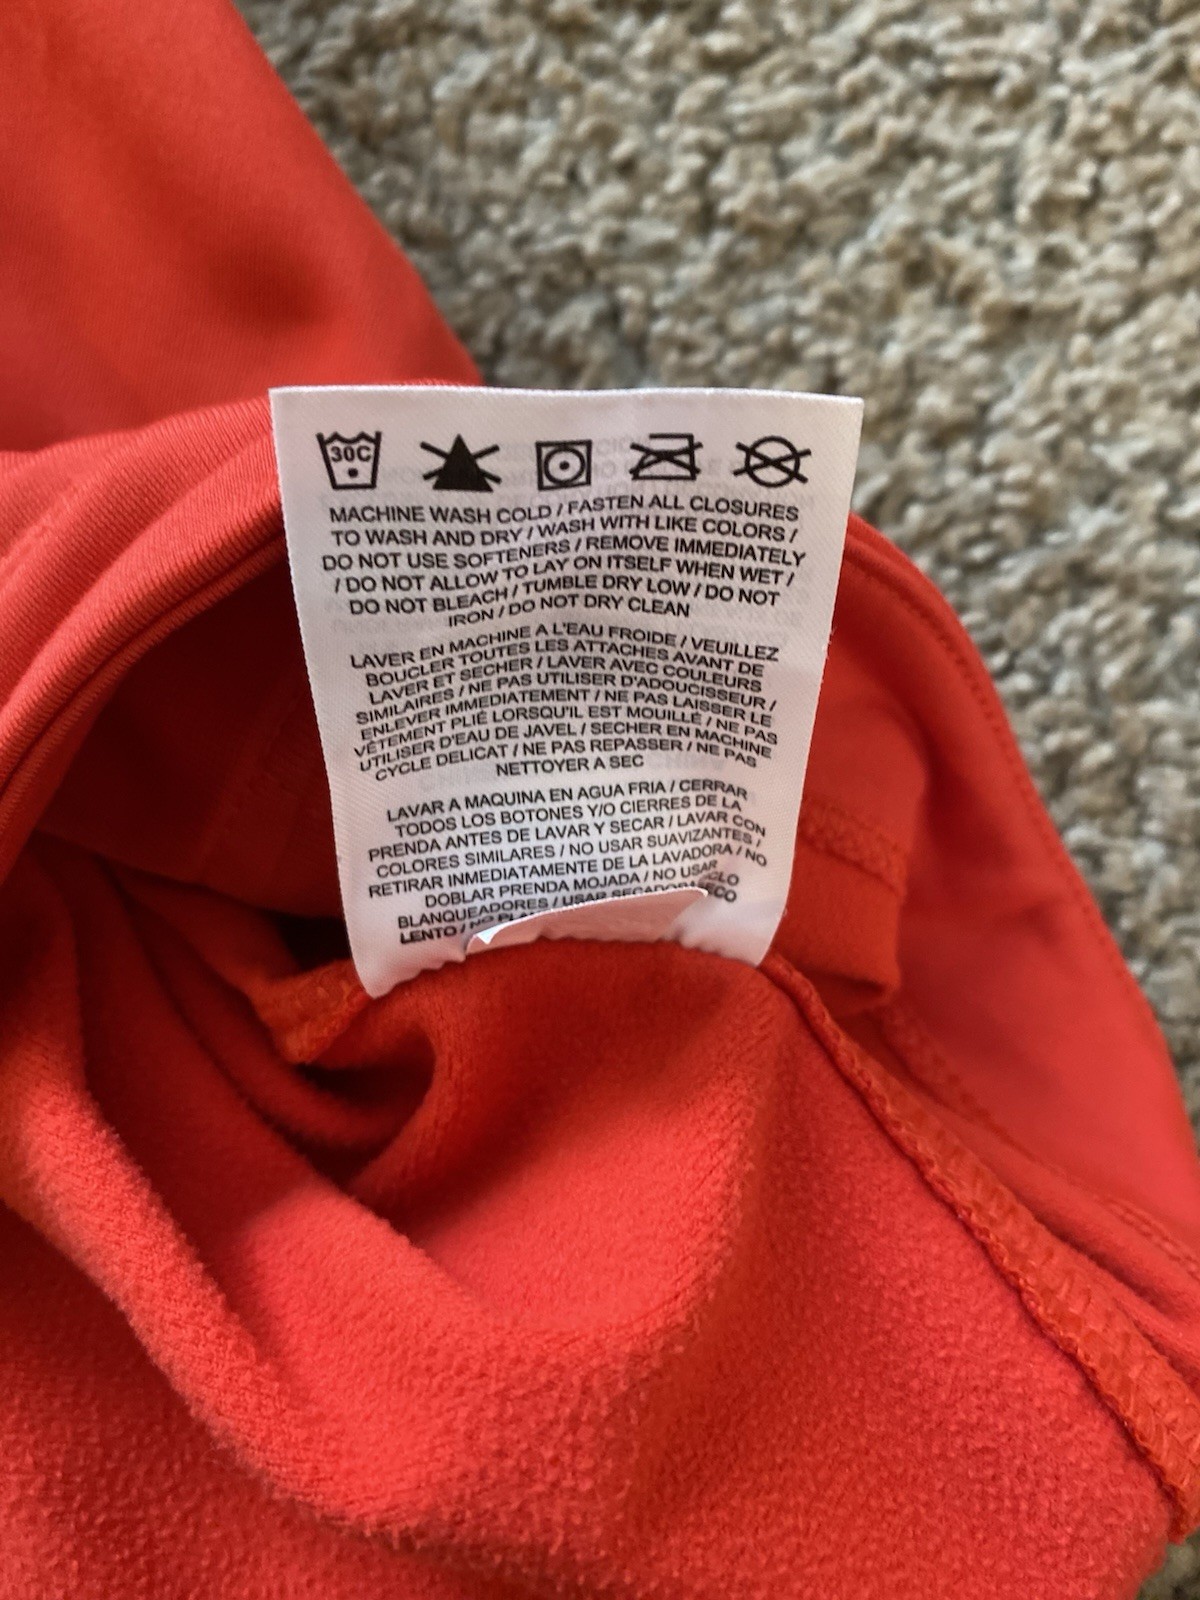 30C
MACHINE WASH COLD / FASTEN ALL CLOSURES
TO WASH AND DRY / WASH WITH LIKE COLORS /
DO NOT USE SOFTENERS / REMOVE IMMEDIATELY
/ DO NOT ALLOW TO LAY ON ITSELF WHEN WET /
DO NOT BLEACH / TUMBLE DRY LOW / DO NOT
IRON / DO NOT DRY CLEAN
LAVER EN MACHINE A L'EAU FROIDE / VEUILLEZ
BOUCLER TOUTES LES ATTACHES AVANT DE
LAVER ET SECHER / LAVER AVEC COULEURS
SIMILAIRES / NE PAS UTILISER D'ADOUCISSEUR /
ENLEVER IMMEDIATEMENT / NE PAS LAISSER LE
VÊTEMENT PLIÉ LORSQU'IL EST MOUILLÉ / NE PAS
UTILISER D'EAU DE JAVEL / SECHER EN MACHINE
CYCLE DELICAT / NE PAS REPASSER / NE PAS
NETTOYER A SEC
LAVAR A MAQUINA EN AGUA FRIA / CERRAR
TODOS LOS BOTONES Y/O CIERRES DE LA
PRENDA ANTES DE LAVAR Y SECAR / LAVAR CON
COLORES SIMILARES / NO USAR SUAVIZANTES /
RETIRAR INMEDIATAMENTE DE LA LAVADORA / NO
DOBLAR PRENDA MOJADA / NO USAR
BLANQUEADORES / USAR SECADORA
LENTO / NO